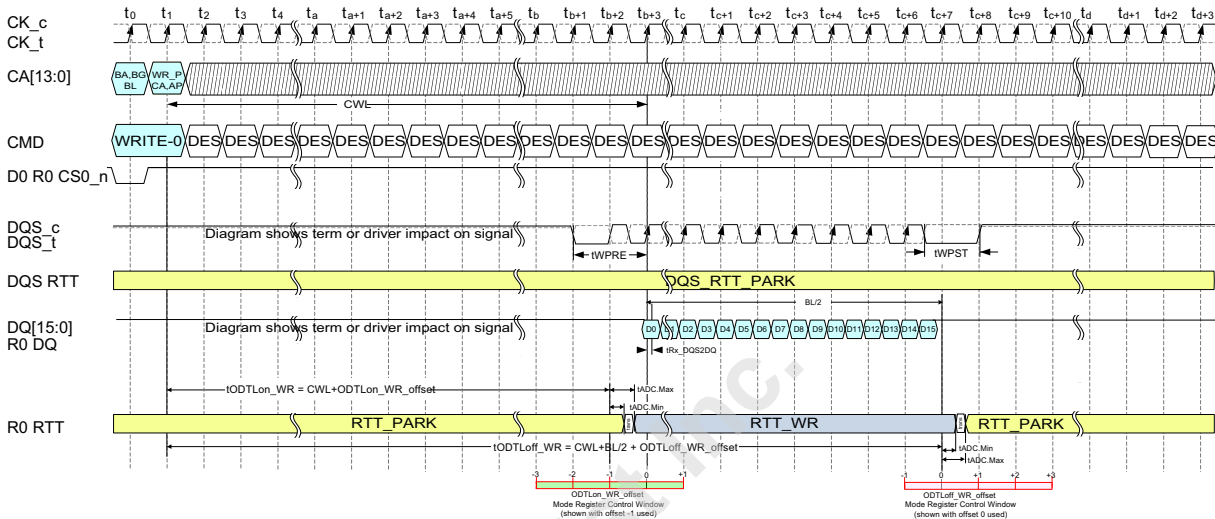 t0 t1 t2 t3 t4 ta ta+1 ta+2 ta+3 ta+4 ta+5 tb tb+1 tb+2 tb+3 tc tc+1 tc+2 tc+3 tc+4 tc+5 tc+6 tc+7 tc+8 tc+9 tc+10 td td+1 td+2 td+3
CK_c
CK_t
CA[13:0]
BA,BG
BL
WR_P
CA,AP
CWL
CMD
WRITE-0 DES DES DES DES DES DES DES DES DES DES DES DES DES DES DES DES DES DES DES DES DES DES DES DES DES DES DES DES
D0 R0 CS0_n
DQS_c
DQS_t
Diagram shows term or driver impact on signal
tWPRE
tWPST
DQS RTT
DQS_RTT_PARK
BL/2
DQ[15:0]
R0 DQ
Diagram shows term or driver impact on signal
D0 D1 D2 D3 D4 D5 D6 D7 D8 D9 D10 D11 D12 D13 D14 D15
tRx_DQS2DQ
tODTLon_WR = CWL+ODTLon_WR_offset
tADC.Max
tADC.Min
R0 RTT
RTT_PARK
RTT_WR
RTT_PARK
tODTLoff_WR = CWL+BL/2 + ODTLoff_WR_offset
tADC.Min
tADC.Max
-3 -2 -1 0 +1
ODTLon_WR_offset
Mode Register Control Window
(shown with offset -1 used)
-1 0 +1 +2 +3
ODTLoff_WR_offset
Mode Register Control Window
(shown with offset 0 used)
nt Inc.